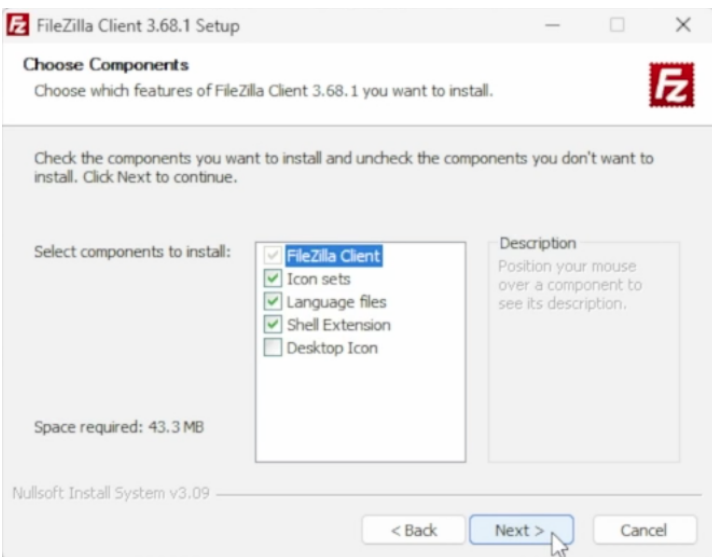 FileZilla Client 3.68.1 Setup
Choose Components
Choose which features of FileZilla Client 3.68.1 you want to install.
Fz
Check the components you want to install and uncheck the components you don't want to
install. Click Next to continue.
Select components to install:
FileZilla Client
Icon sets
Language files
Shell Extension
Desktop Icon
Description
Position your mouse
over a component to
see its description.
Space required: 43.3 MB
Nullsoft Install System v3.09
< Back
Next >
Cancel